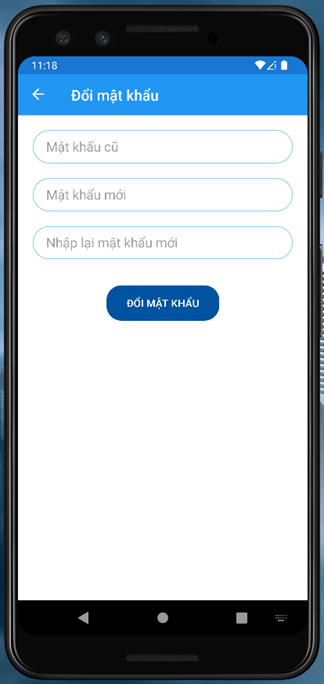 11:18
Đổi mật khẩu
Mật khẩu cũ
Mật khẩu mới
Nhập lại mật khẩu mới
ĐỔI MẬT KHẨU